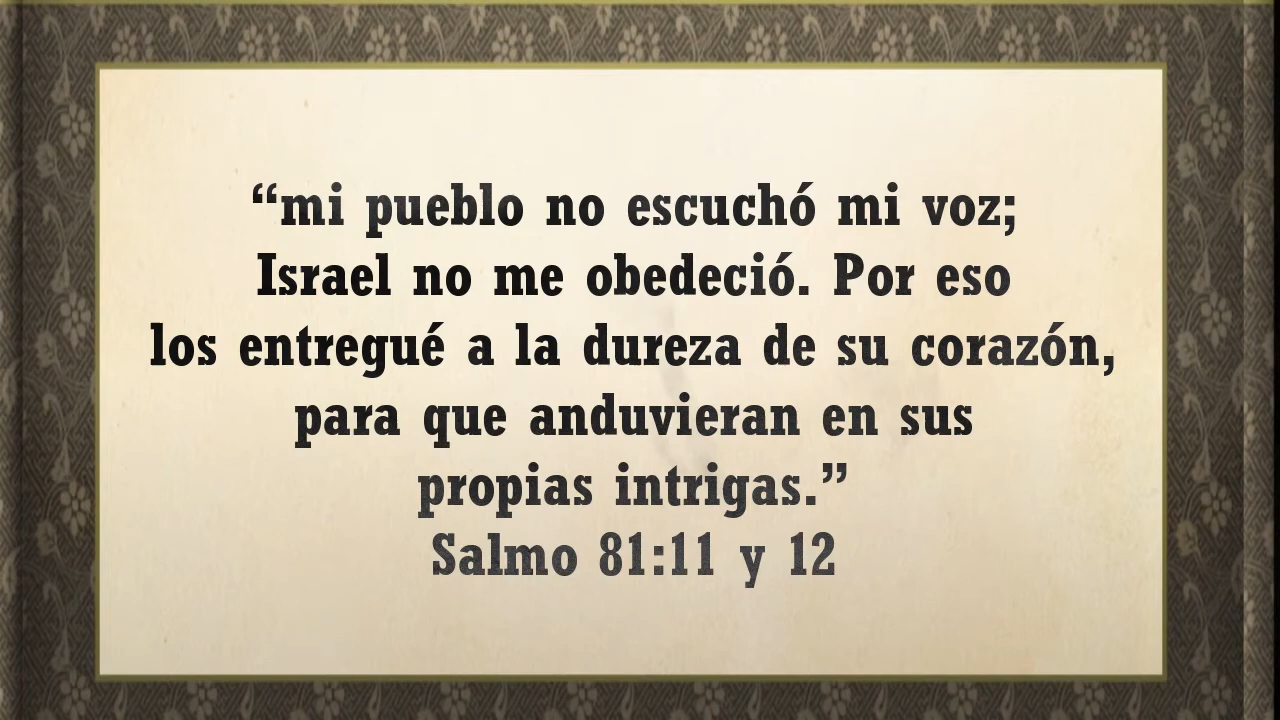 “mi pueblo no escuchó mi voz;
Israel no me obedeció. Por eso
los entregué a la dureza de su corazón,
para que anduvieran en sus
propias intrigas.”
Salmo 81:11 y 12